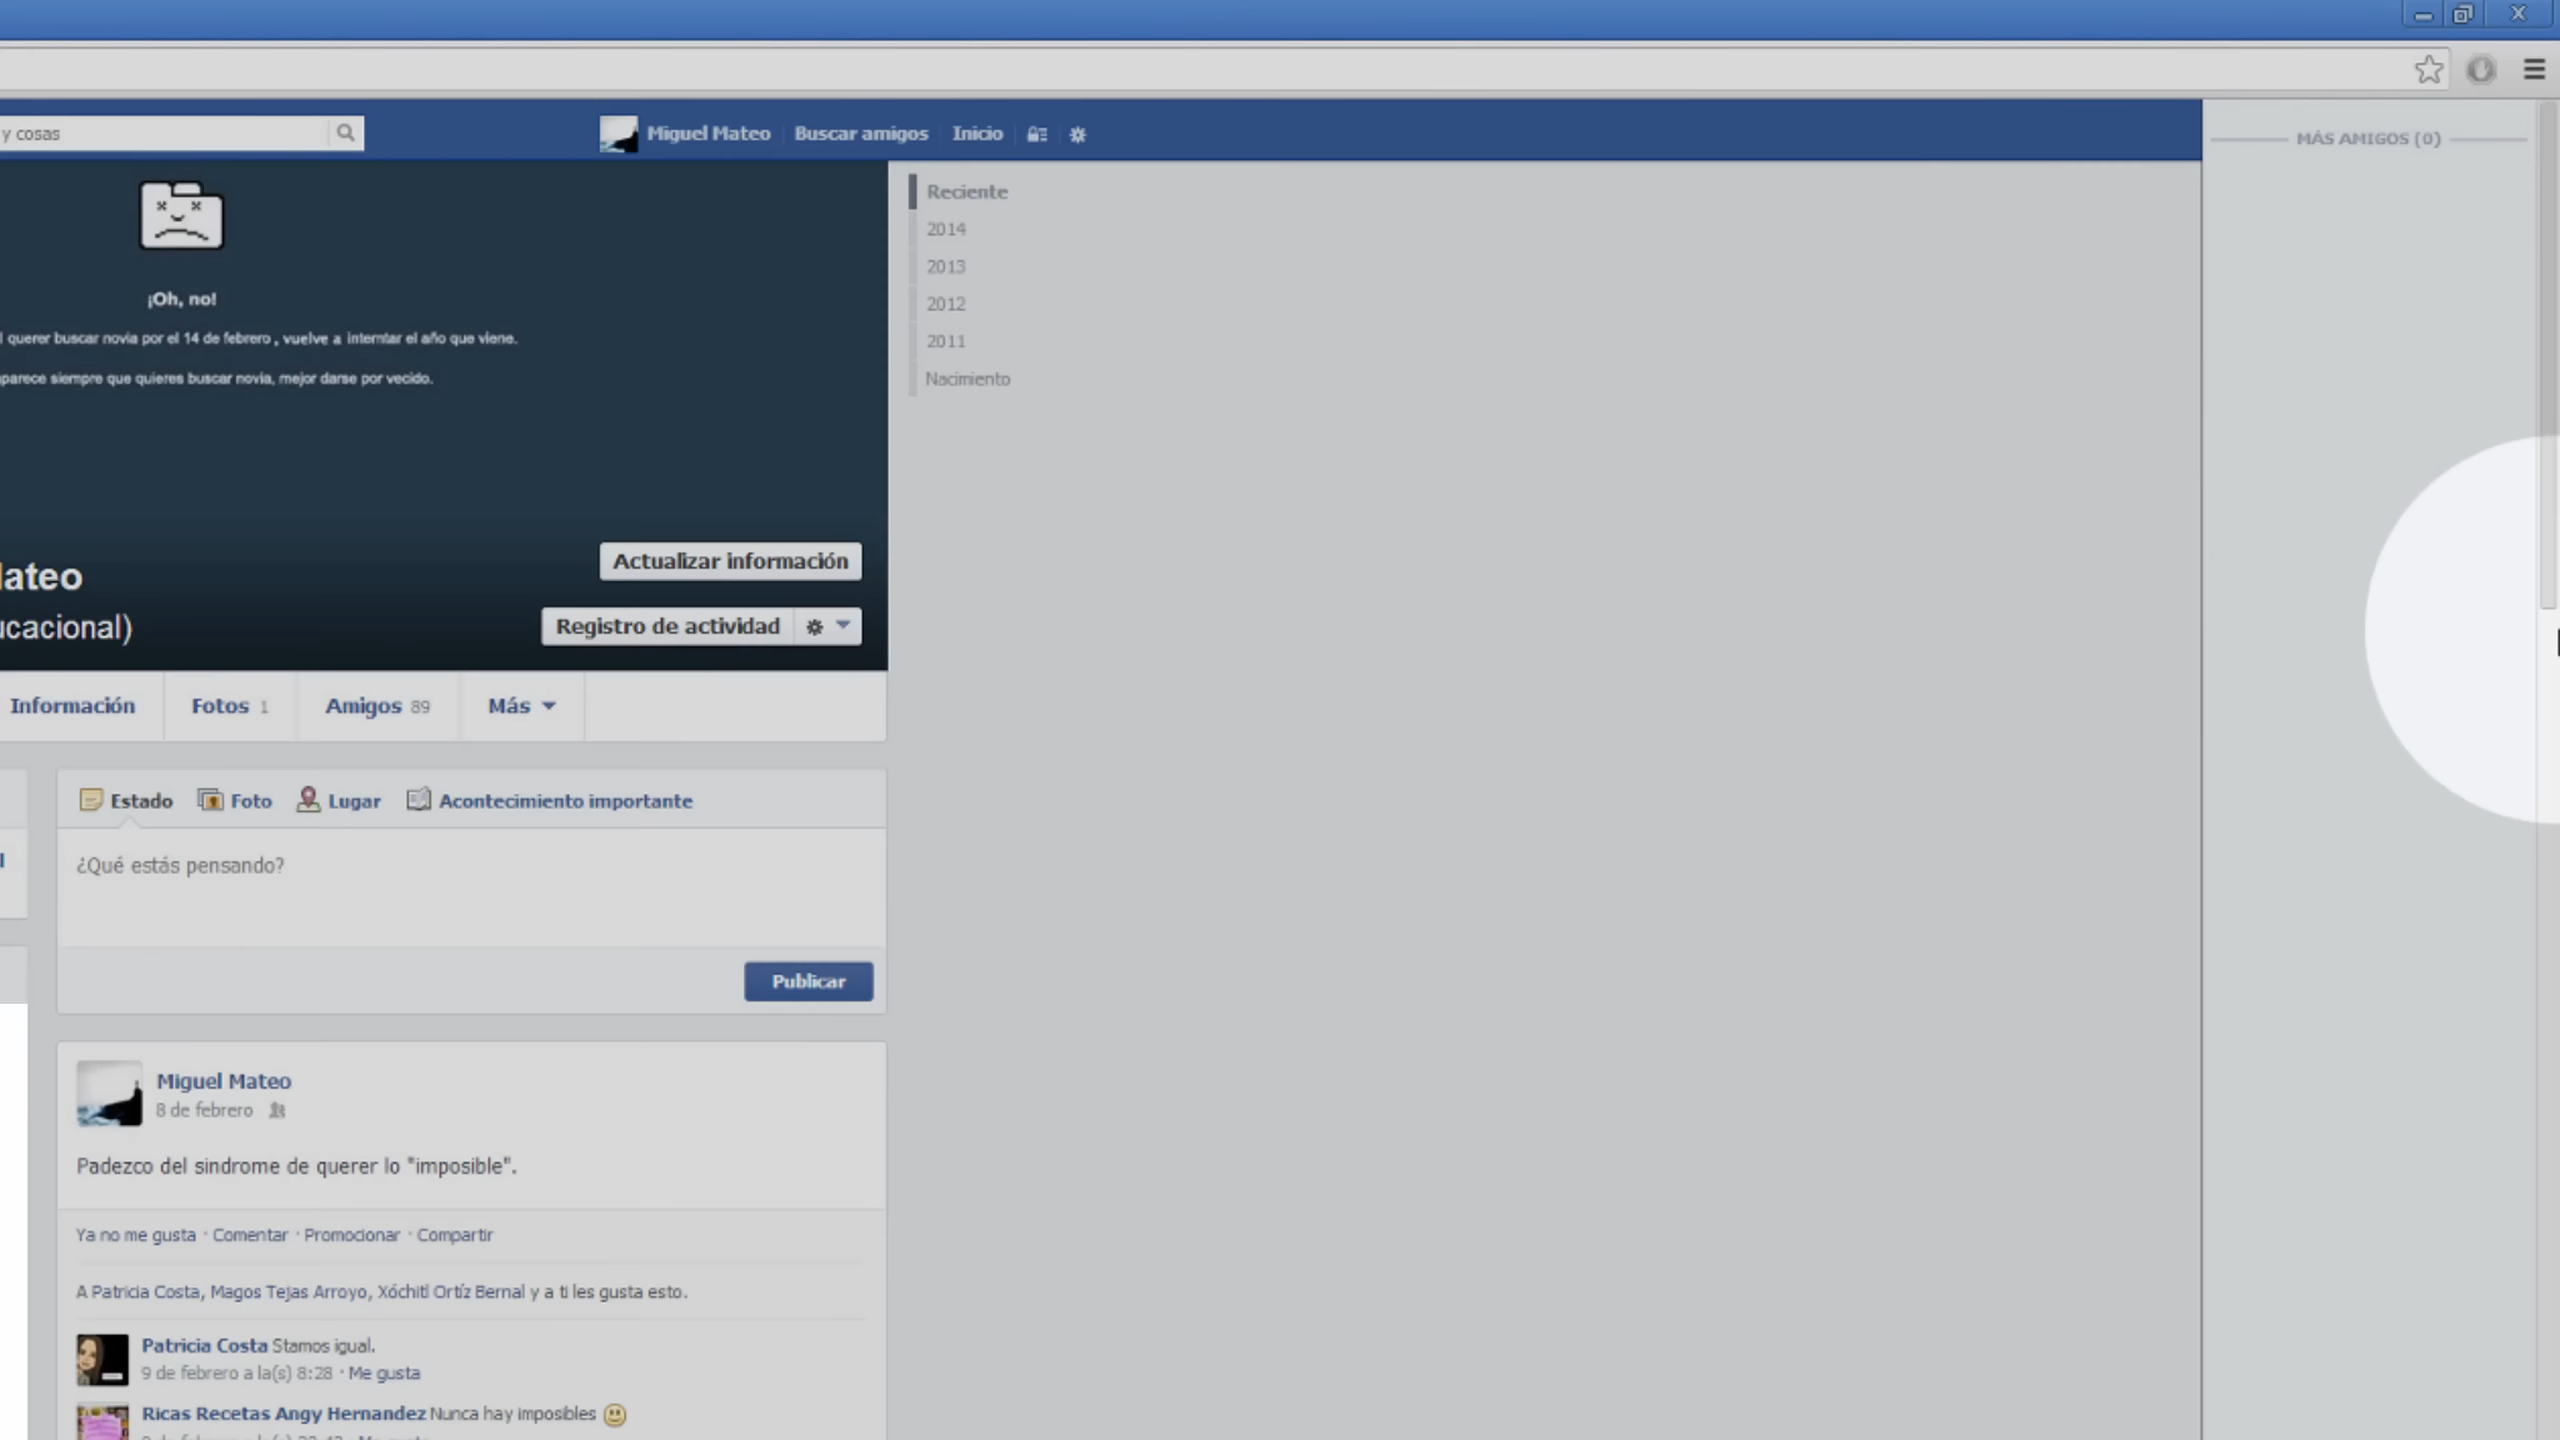 y cosas
Miguel Mateo Buscar amigos Inicio
MÁS AMIGOS (0)
Reciente
2014
2013
2012
2011
Nacimiento
¡Oh, no!
querer buscar novia por el 14 de febrero , vuelve a interntar el año que viene.
parece siempre que quieres buscar novia, mejor darse por vecido.
Actualizar información
ateo
ucacional)
Registro de actividad
Información Fotos 1 Amigos 89 Más
Estado Foto Lugar Acontecimiento importante
¿Qué estás pensando?
Publicar
Miguel Mateo
8 de febrero
Padezco del sindrome de querer lo "imposible".
Ya no me gusta · Comentar · Promocionar · Compartir
A Patricia Costa, Magos Tejas Arroyo, Xóchitl Ortíz Bernal y a ti les gusta esto.
Patricia Costa Stamos igual.
9 de febrero a la(s) 8:28 · Me gusta
Ricas Recetas Angy Hernandez Nunca hay imposibles